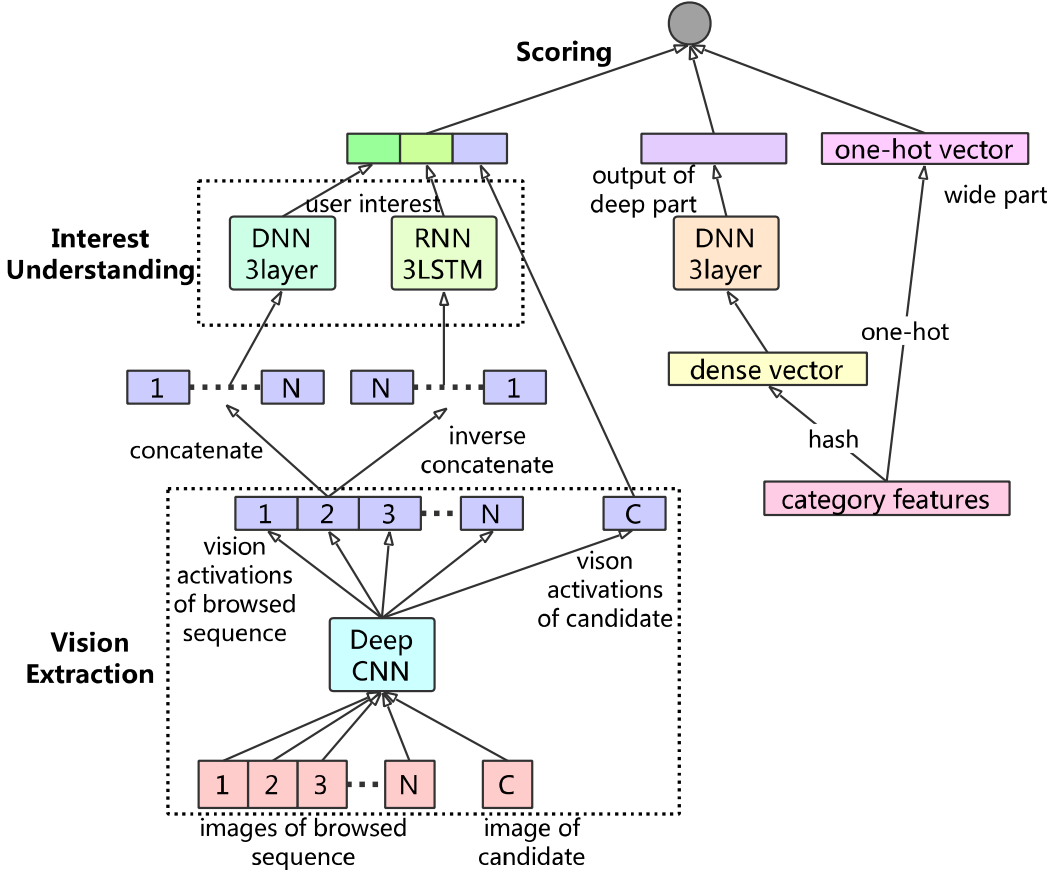 Scoring
one-hot vector
output of
deep part
wide part
user interest
Interest
Understanding
DNN
3layer
RNN
3LSTM
DNN
3layer
one-hot
dense vector
1
N
N
1
hash
concatenate
inverse
concatenate
category features
1
2
3
N
C
vision
activations
of browsed
sequence
vison
activations
of candidate
Vision
Extraction
Deep
CNN
1
2
3
N
C
images of browsed
sequence
image of
candidate